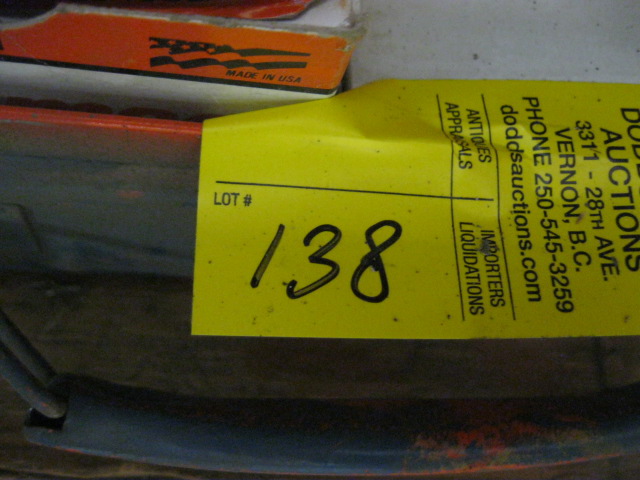 MADE IN USA
LOT #
138
ANTIQUES
APPRAISALS
IMPORTERS
LIQUIDATIONS
AUCTIONS
3311 - 28TH AVE.
VERNON, B.C.
PHONE 250-545-3259
doddsauctions.com